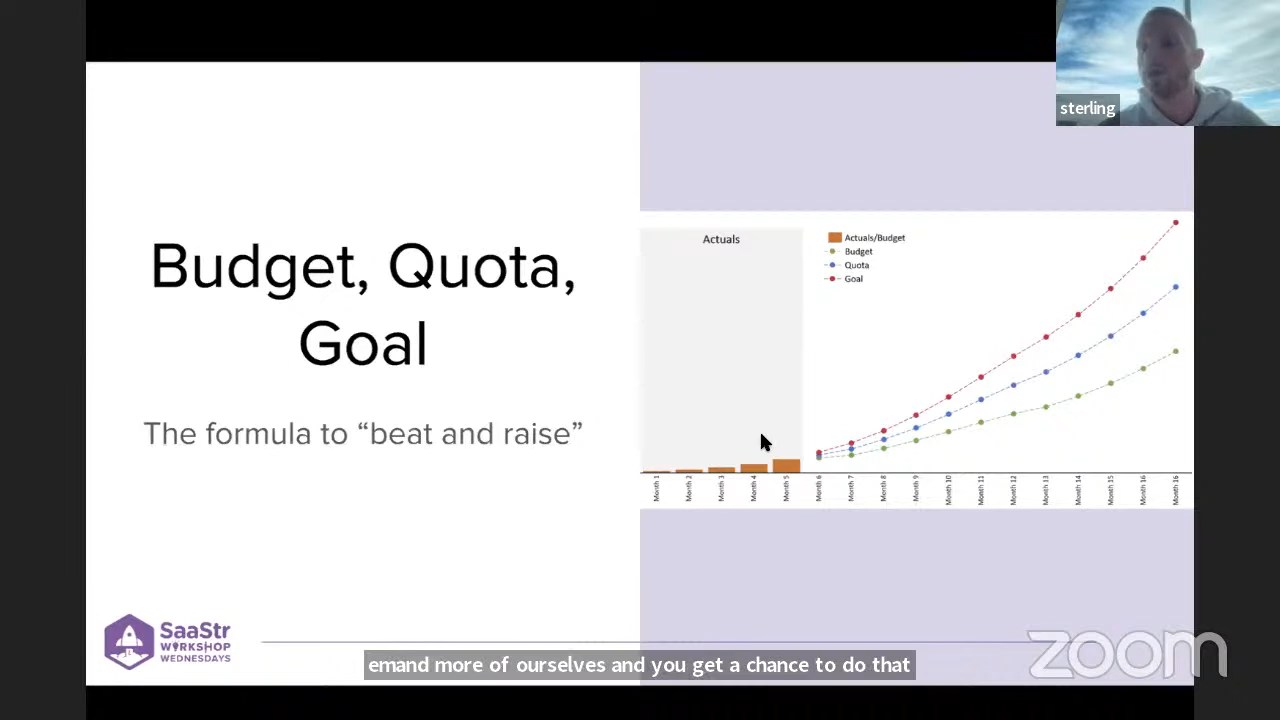 sterling
Budget, Quota,
Goal
The formula to “beat and raise”
Actuals
Actuals/Budget
Budget
Quota
Goal
Month 1
Month 2
Month 3
Month 4
Month 5
Month 6
Month 7
Month 8
Month 9
Month 10
Month 11
Month 12
Month 13
Month 14
Month 15
Month 16
Month 16
SaaStr
WORKSHOP
WEDNESDAYS
zoom
emand more of ourselves and you get a chance to do that